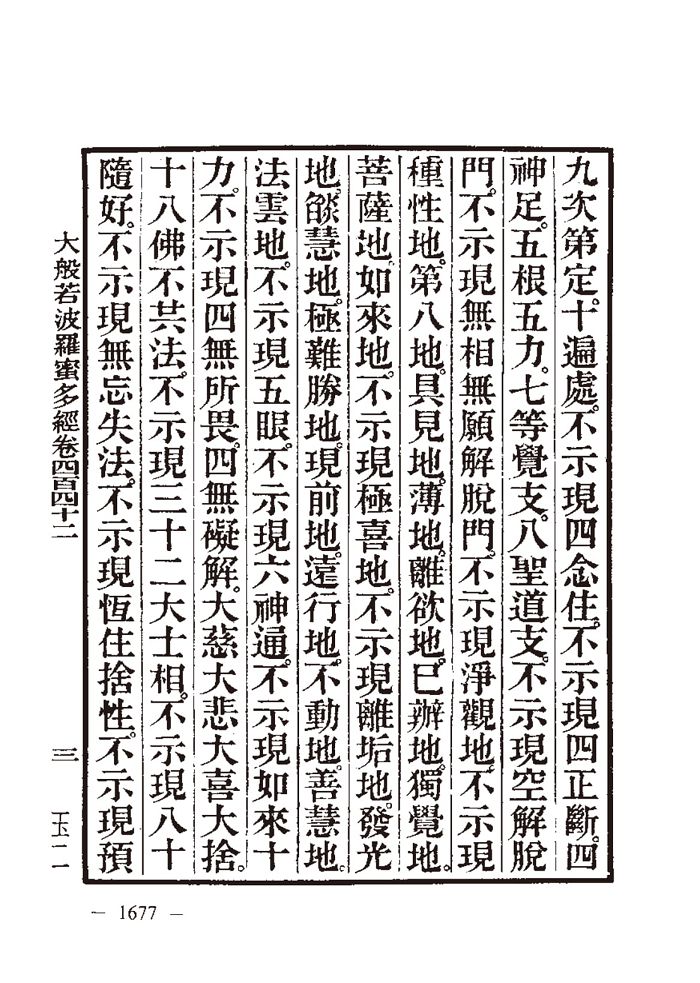 九次第定。十遍處。不示現四念住。不示現四正斷。四
神足。五根五力。七等覺支。八聖道支。不示現空解脫
門。不示現無相無願解脫門。不示現淨觀地。不示現
種性地。第八地。具見地。薄地。離欲地。已辦地。獨覺地。
菩薩地。如來地。不示現極喜地。不示現離垢地。發光
地。燄慧地。極難勝地。現前地。遠行地。不動地。善慧地。
法雲地。不示現五眼。不示現六神通。不示現如來十
力。不示現四無所畏。四無礙解。大慈大悲大喜大捨。
十八佛不共法。不示現三十二大士相。不示現八十
隨好。不示現無忘失法。不示現恆住捨性。不示現預
大般若波羅蜜多經卷四百四十二 三 玉二
— 1677 —